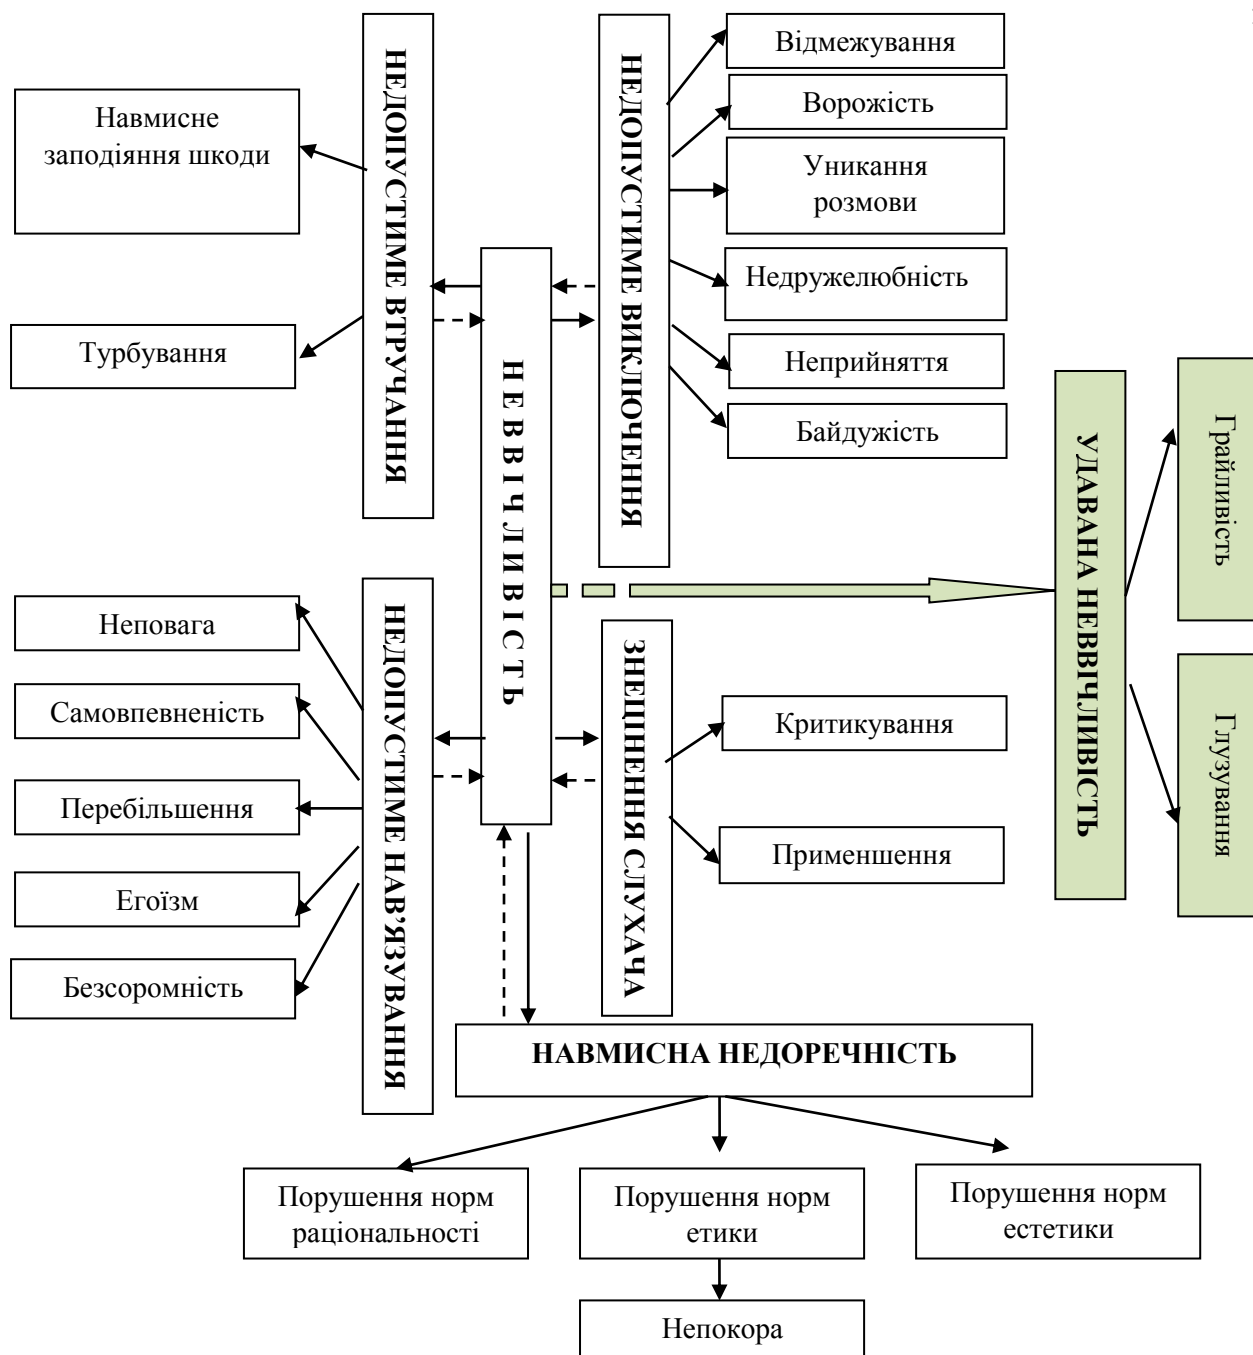 НЕДОПУСТИМЕ ВТРУЧАННЯ
Навмисне
заподіяння шкоди
Турбування
НЕВВІЧЛИВІСТЬ
НЕДОПУСТИМЕ ВИКЛЮЧЕННЯ
Відмежування
Ворожість
Уникання
розмови
Недружелюбність
Неприйняття
Байдужість
УДАВАНА НЕВВІЧЛИВІСТЬ
Грайливість
Глузування
НЕДОПУСТИМЕ НАВ’ЯЗУВАННЯ
Неповага
Самовпевненість
Перебільшення
Егоїзм
Безсоромність
ЗНЕЦІНЕННЯ СЛУХАЧА
Критикування
Применшення
НАВМИСНА НЕДОРЕЧНІСТЬ
Порушення норм
раціональності
Порушення норм
етики
Порушення норм
естетики
Непокора